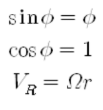 sin ϕ = ϕ
cos ϕ = 1
V_R = Ωr